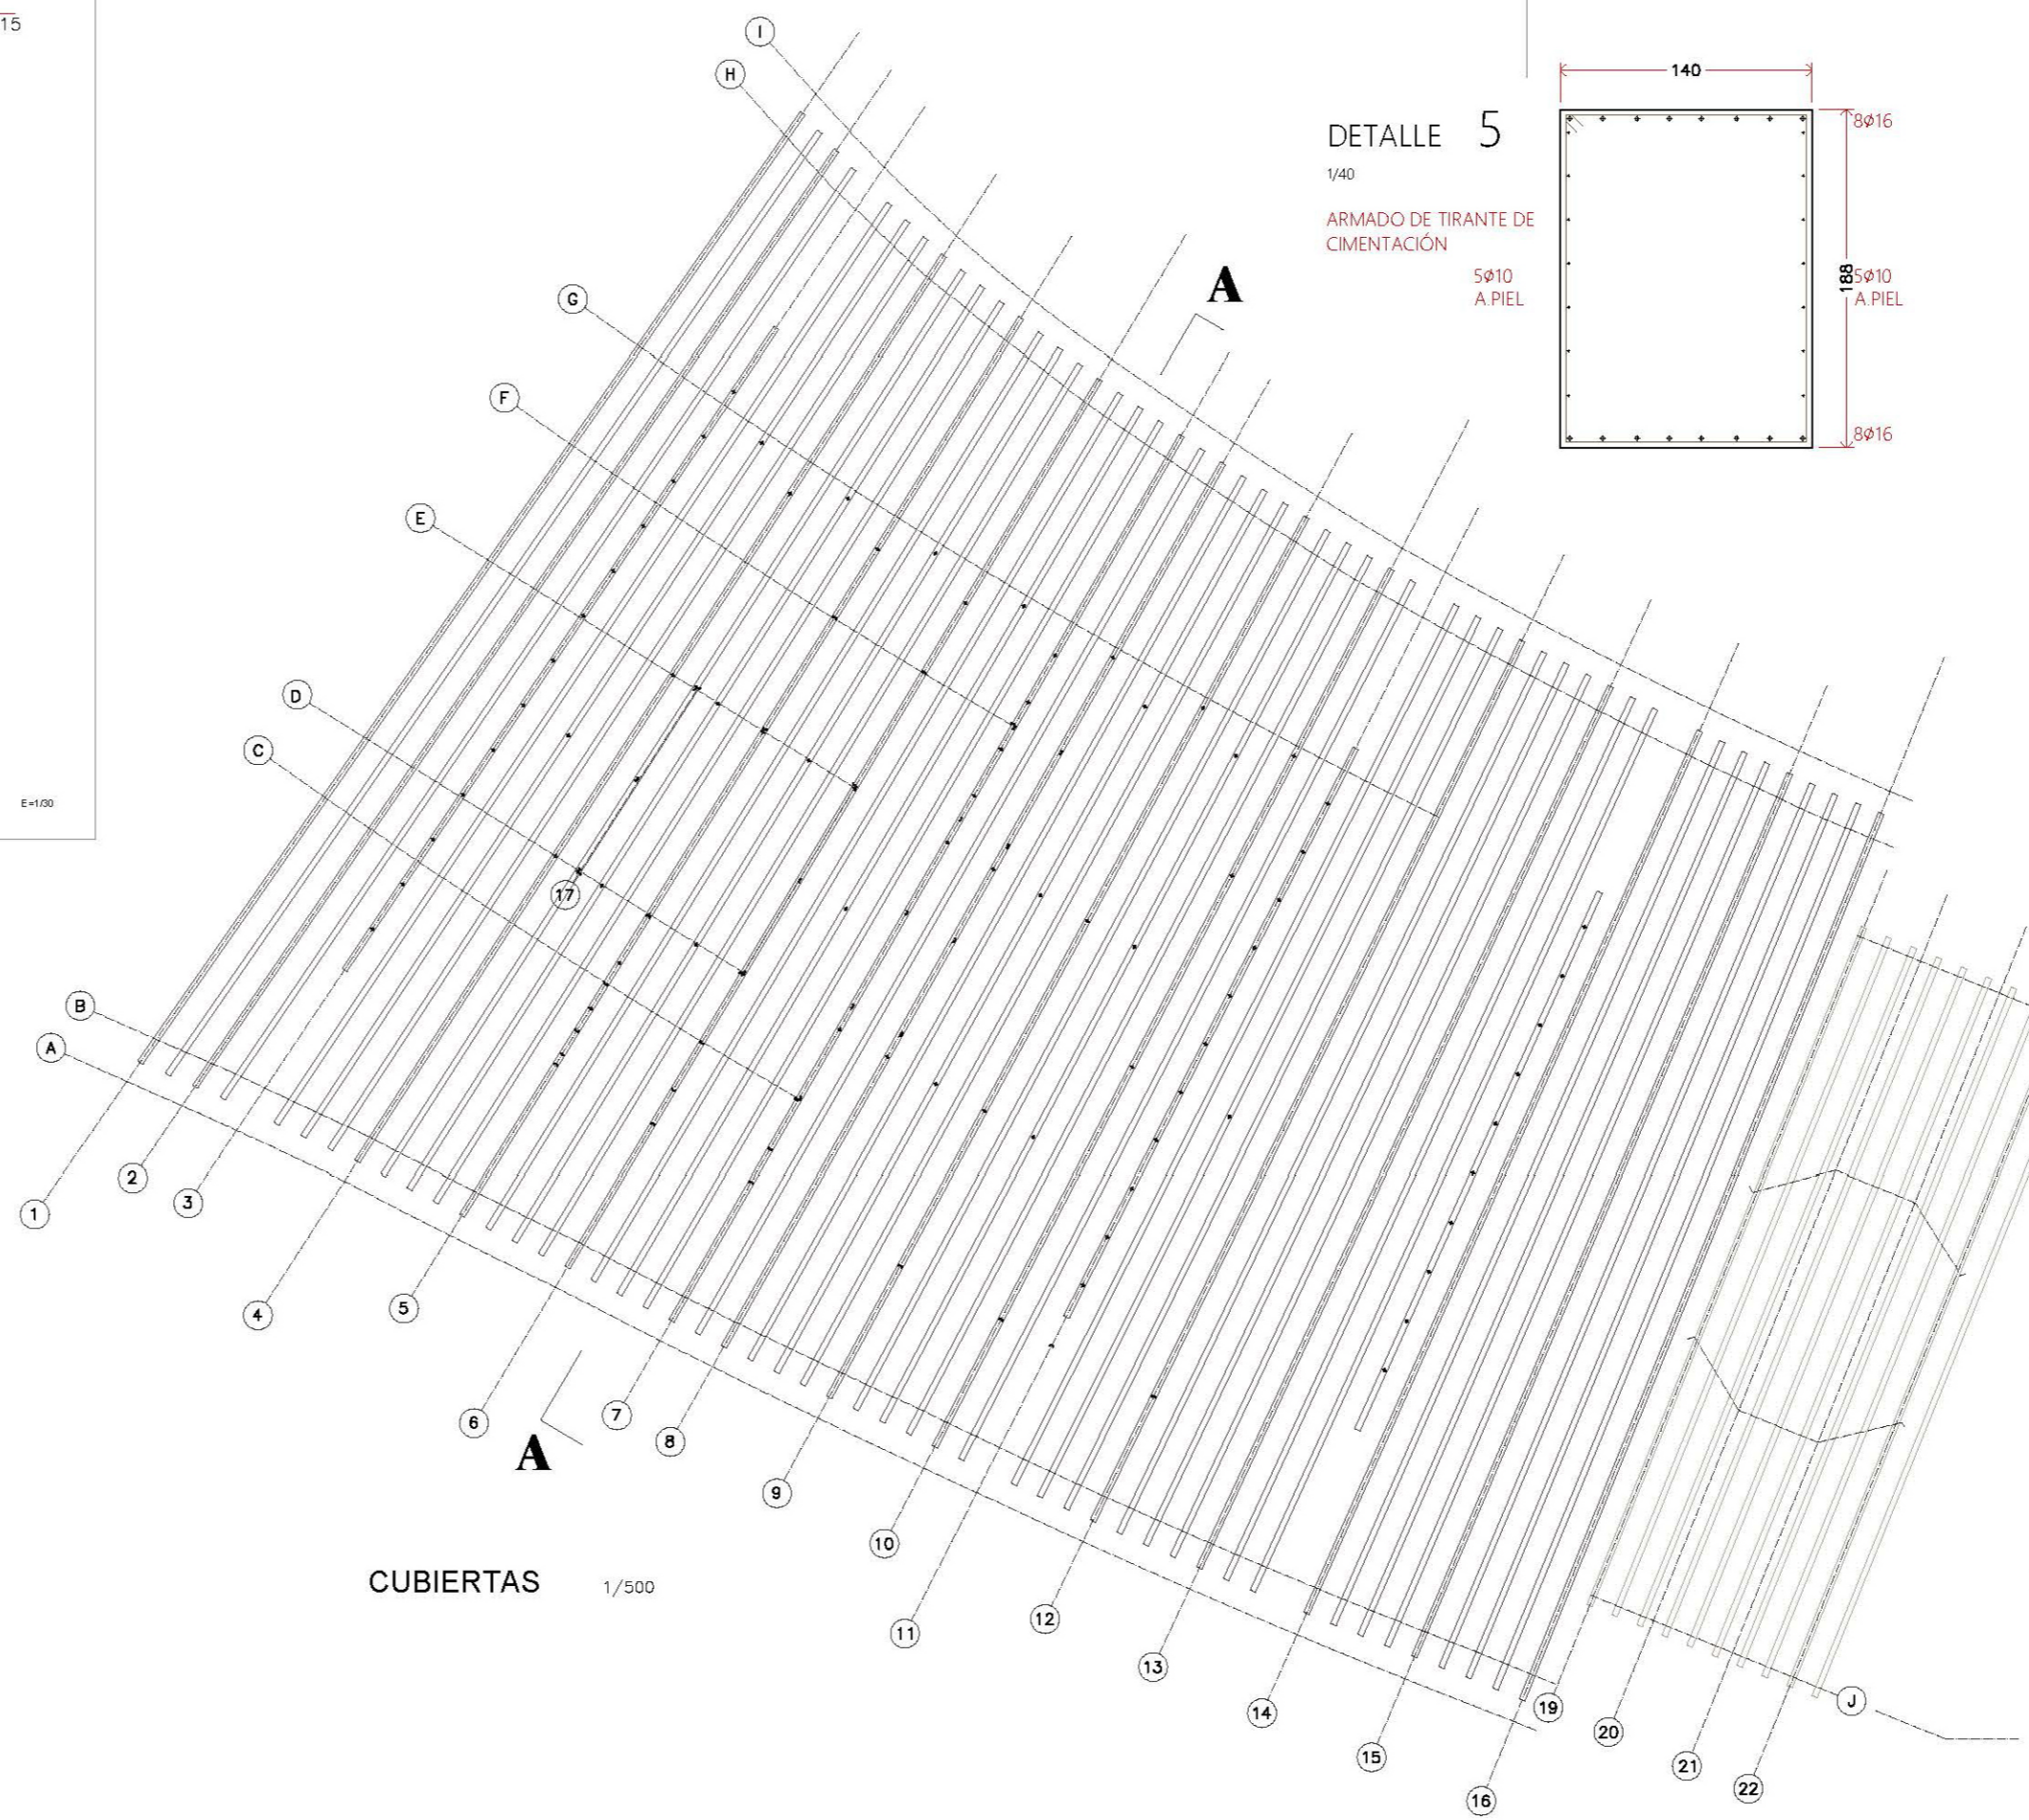 15
E=1/30
I
H
G
F
E
D
C
B
A
DETALLE 5
1/40
ARMADO DE TIRANTE DE
CIMENTACIÓN
5ø10
A.PIEL
140
8ø16
188
5ø10
A.PIEL
8ø16
A
17
1
2
3
4
5
6
7
8
9
10
11
12
13
14
15
16
19
20
21
22
J
A
CUBIERTAS 1/500